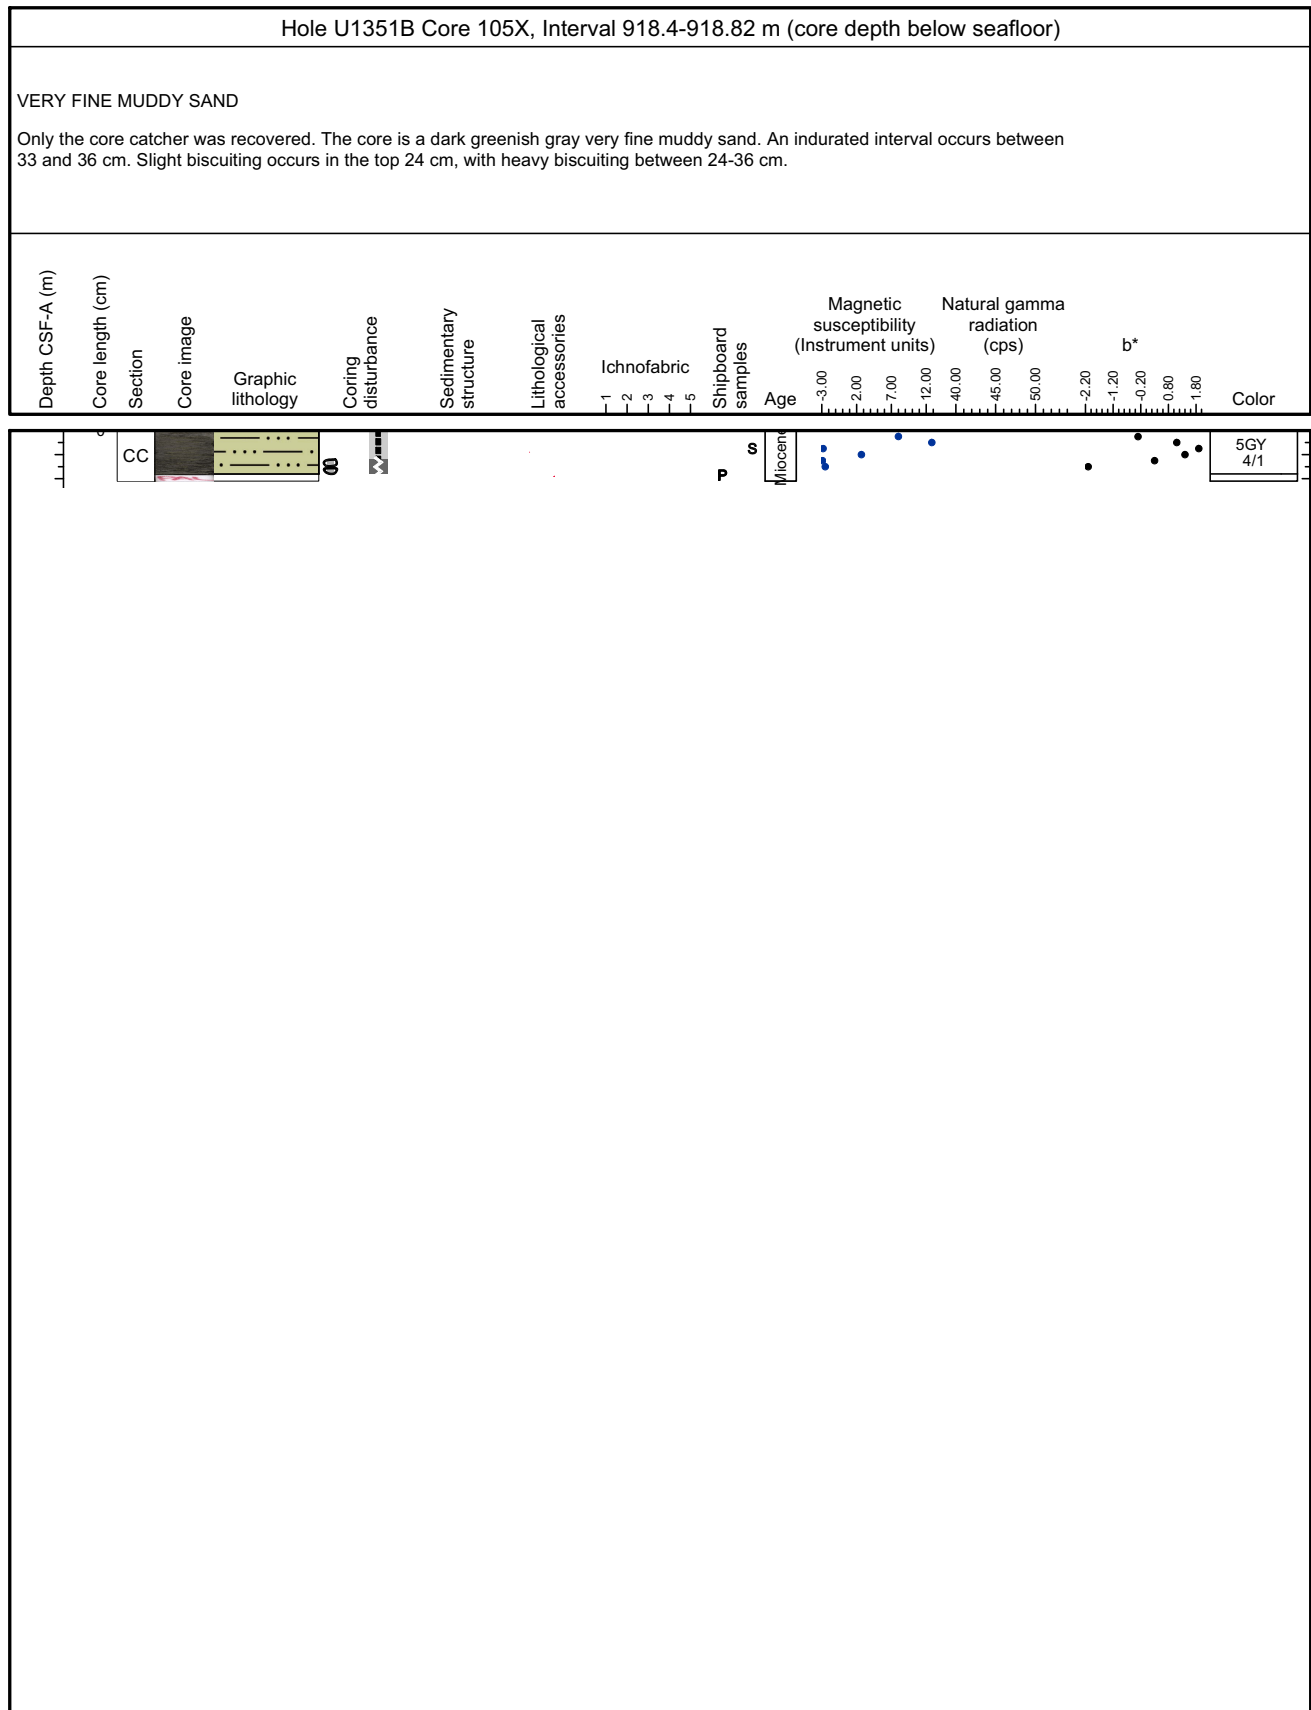 Hole U1351B Core 105X, Interval 918.4-918.82 m (core depth below seafloor)
VERY FINE MUDDY SAND
Only the core catcher was recovered. The core is a dark greenish gray very fine muddy sand. An indurated interval occurs between
33 and 36 cm. Slight biscuiting occurs in the top 24 cm, with heavy biscuiting between 24-36 cm.
Depth CSF-A (m)
Core length (cm)
Section
Core image
Graphic
lithology
Coring
disturbance
Sedimentary
structure
Lithological
accessories
Ichnofabric
1 2 3 4 5
Shipboard
samples
Age
Magnetic
susceptibility
(Instrument units)
-3.00 2.00 7.00 12.00
Natural gamma
radiation
(cps)
40.00 45.00 50.00
b*
-2.20 -1.20 -0.20 0.80 1.80
Color
CC
S
P
Miocene
5GY
4/1